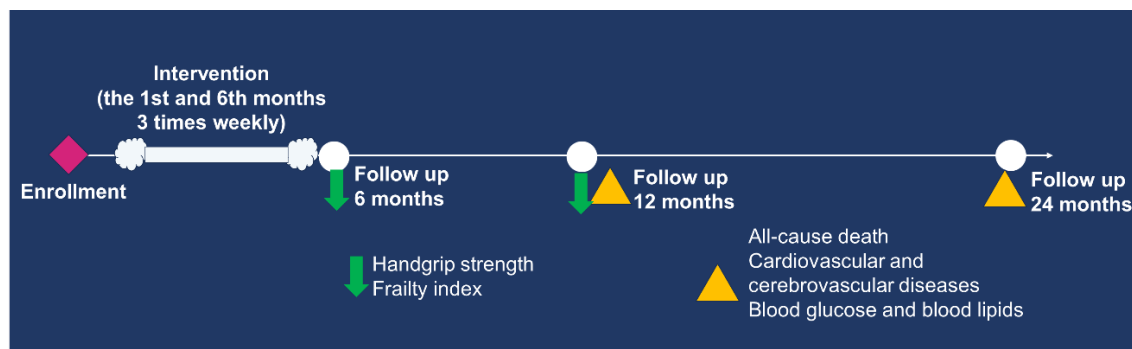 Intervention
(the 1st and 6th months
3 times weekly)
Enrollment
Follow up
6 months
Follow up
12 months
Follow up
24 months
Handgrip strength
Frailty index
All-cause death
Cardiovascular and
cerebrovascular diseases
Blood glucose and blood lipids